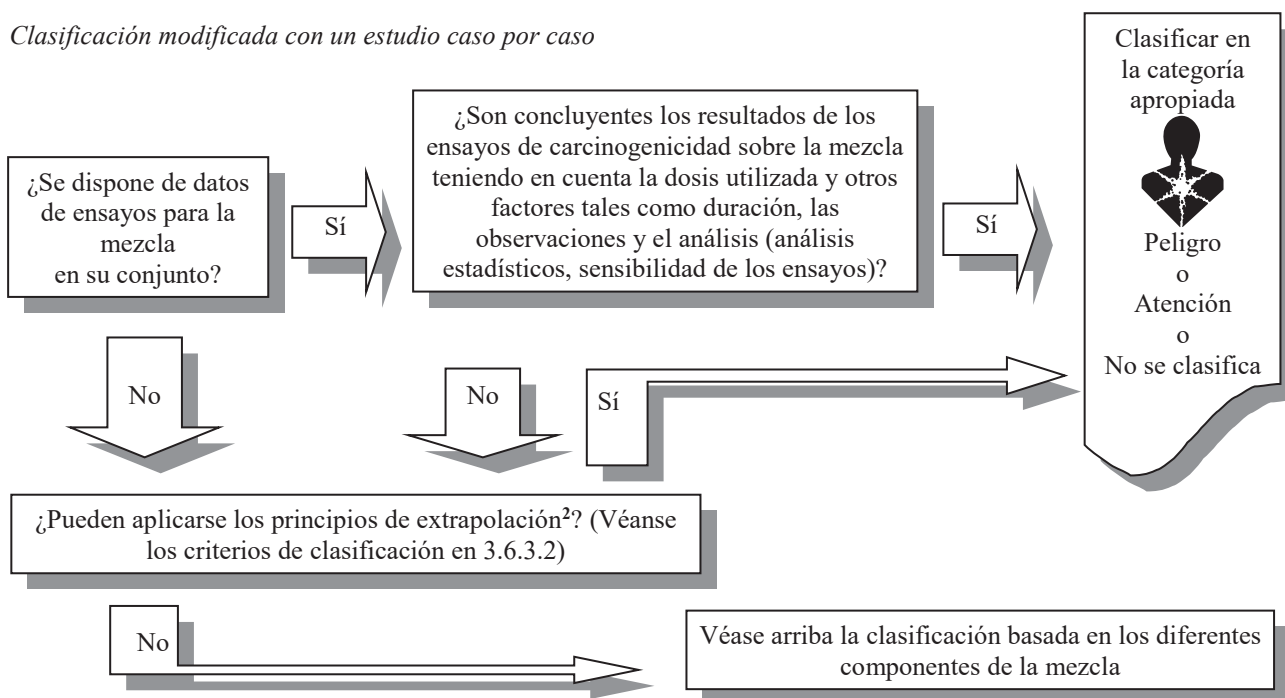 Clasificación modificada con un estudio caso por caso
¿Se dispone de datos
de ensayos para la
mezcla
en su conjunto?
Sí
¿Son concluyentes los resultados de los
ensayos de carcinogenicidad sobre la mezcla
teniendo en cuenta la dosis utilizada y otros
factores tales como duración, las
observaciones y el análisis (análisis
estadísticos, sensibilidad de los ensayos)?
Sí
Clasificar en
la categoría
apropiada
Peligro
o
Atención
o
No se clasifica
No
No
Sí
¿Pueden aplicarse los principios de extrapolación²? (Véanse
los criterios de clasificación en 3.6.3.2)
No
Véase arriba la clasificación basada en los diferentes
componentes de la mezcla